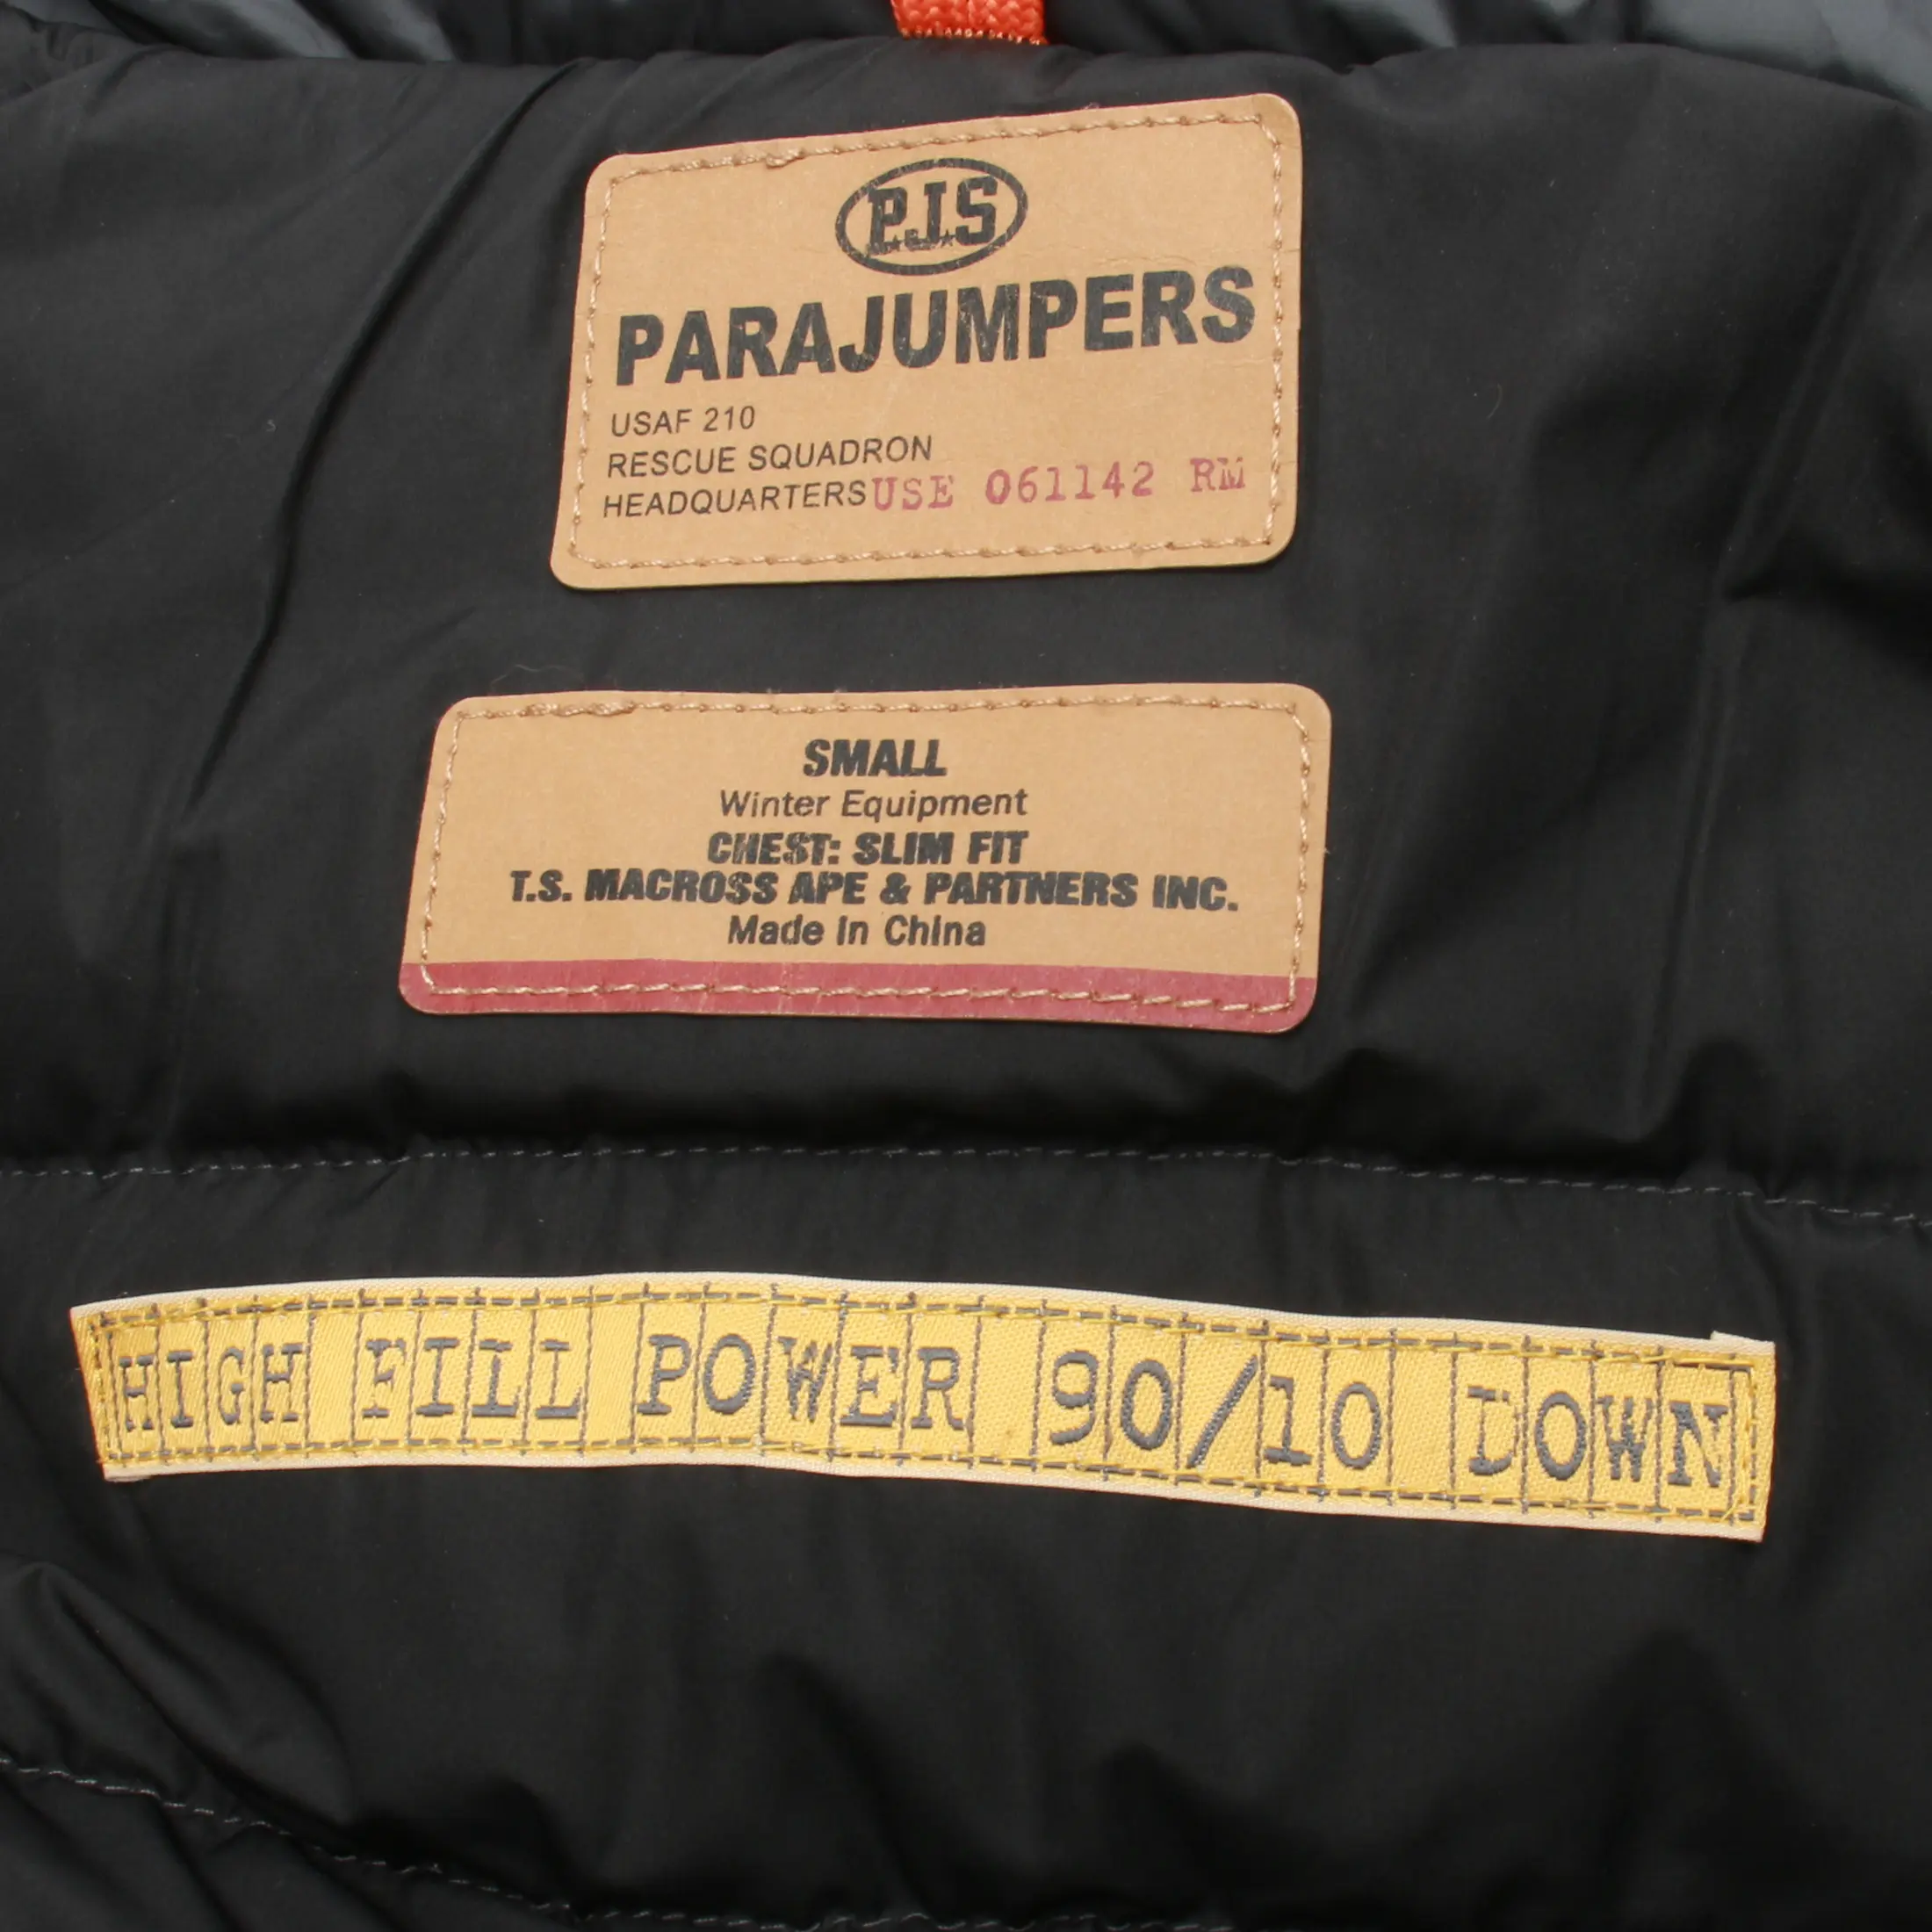 P.J.S
PARAJUMPERS
USAF 210
RESCUE SQUADRON
HEADQUARTERS USE 061142 RM
SMALL
Winter Equipment
CHEST: SLIM FIT
T.S. MACROSS APE & PARTNERS INC.
Made in China
HIGH FILL POWER 90/10 DOWN